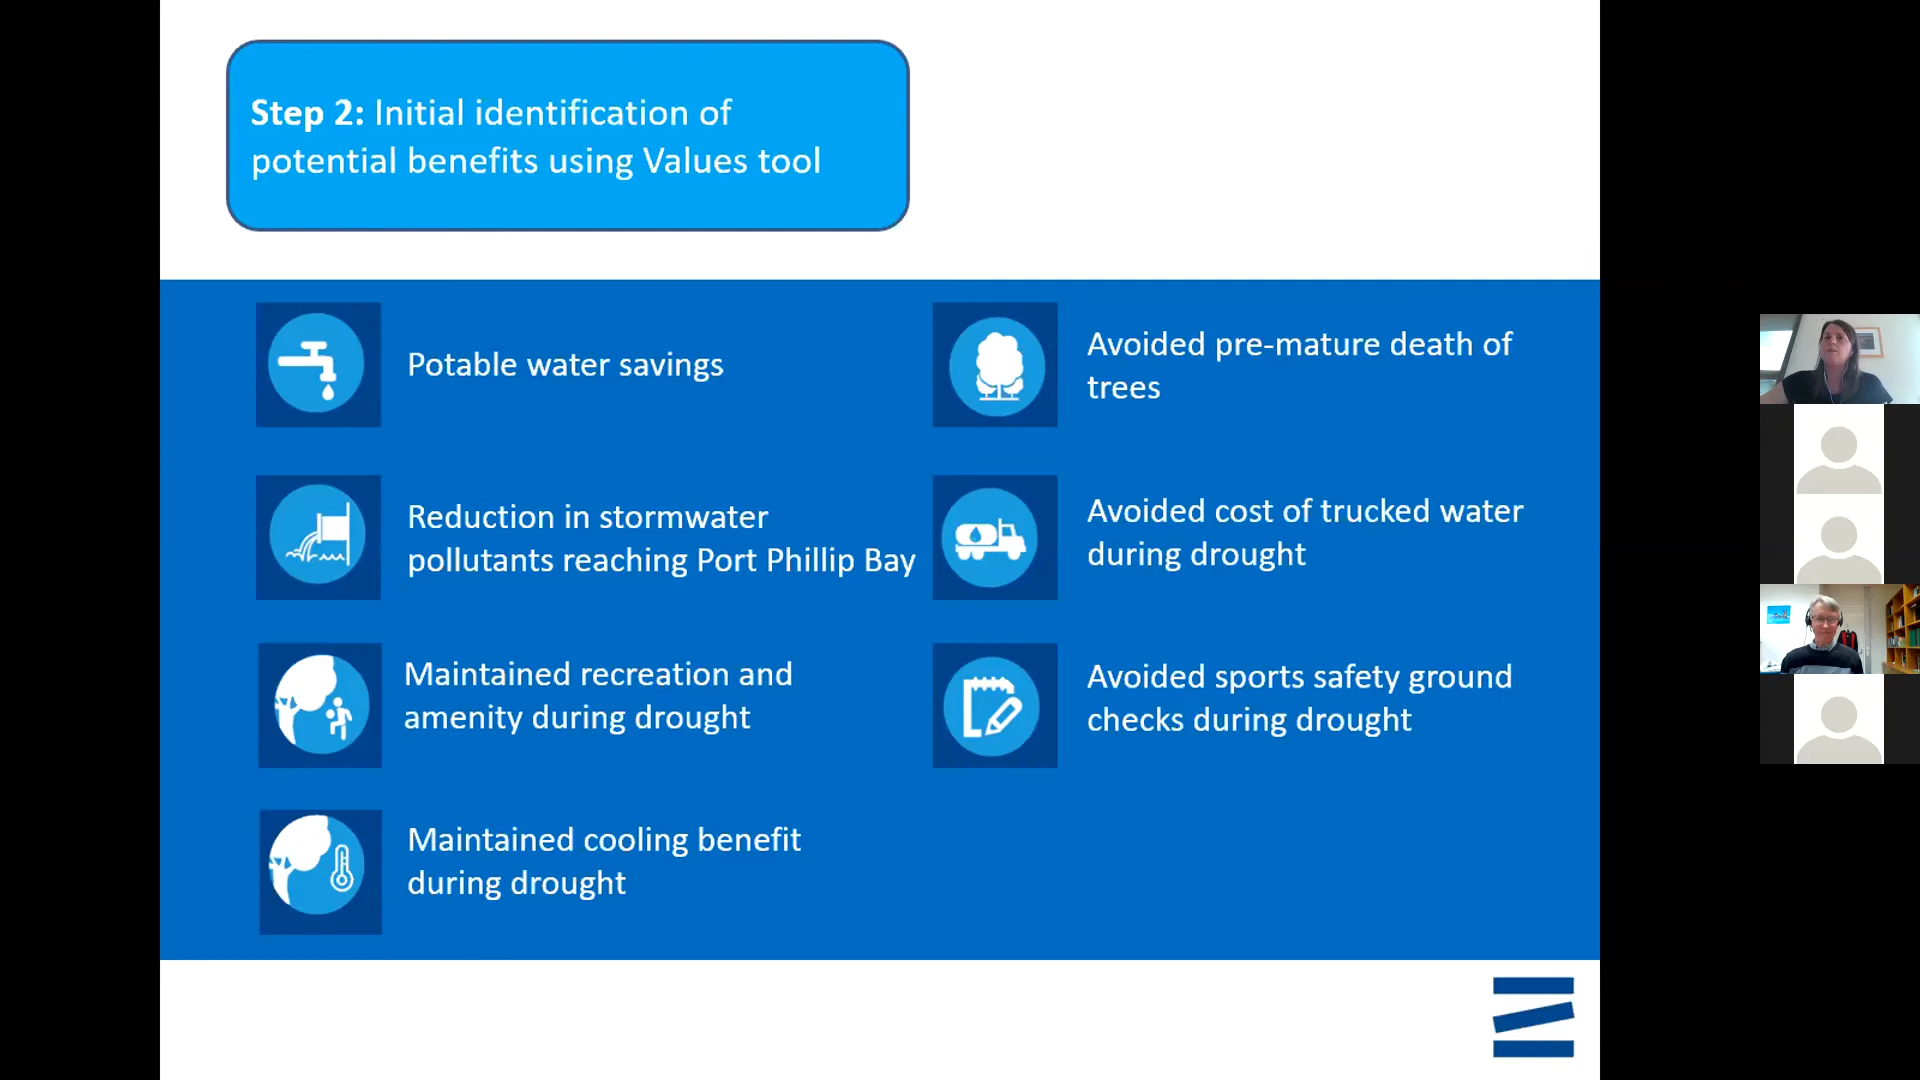 Step 2: Initial identification of
potential benefits using Values tool
Potable water savings
Reduction in stormwater
pollutants reaching Port Phillip Bay
Maintained recreation and
amenity during drought
Maintained cooling benefit
during drought
Avoided pre-mature death of
trees
Avoided cost of trucked water
during drought
Avoided sports safety ground
checks during drought